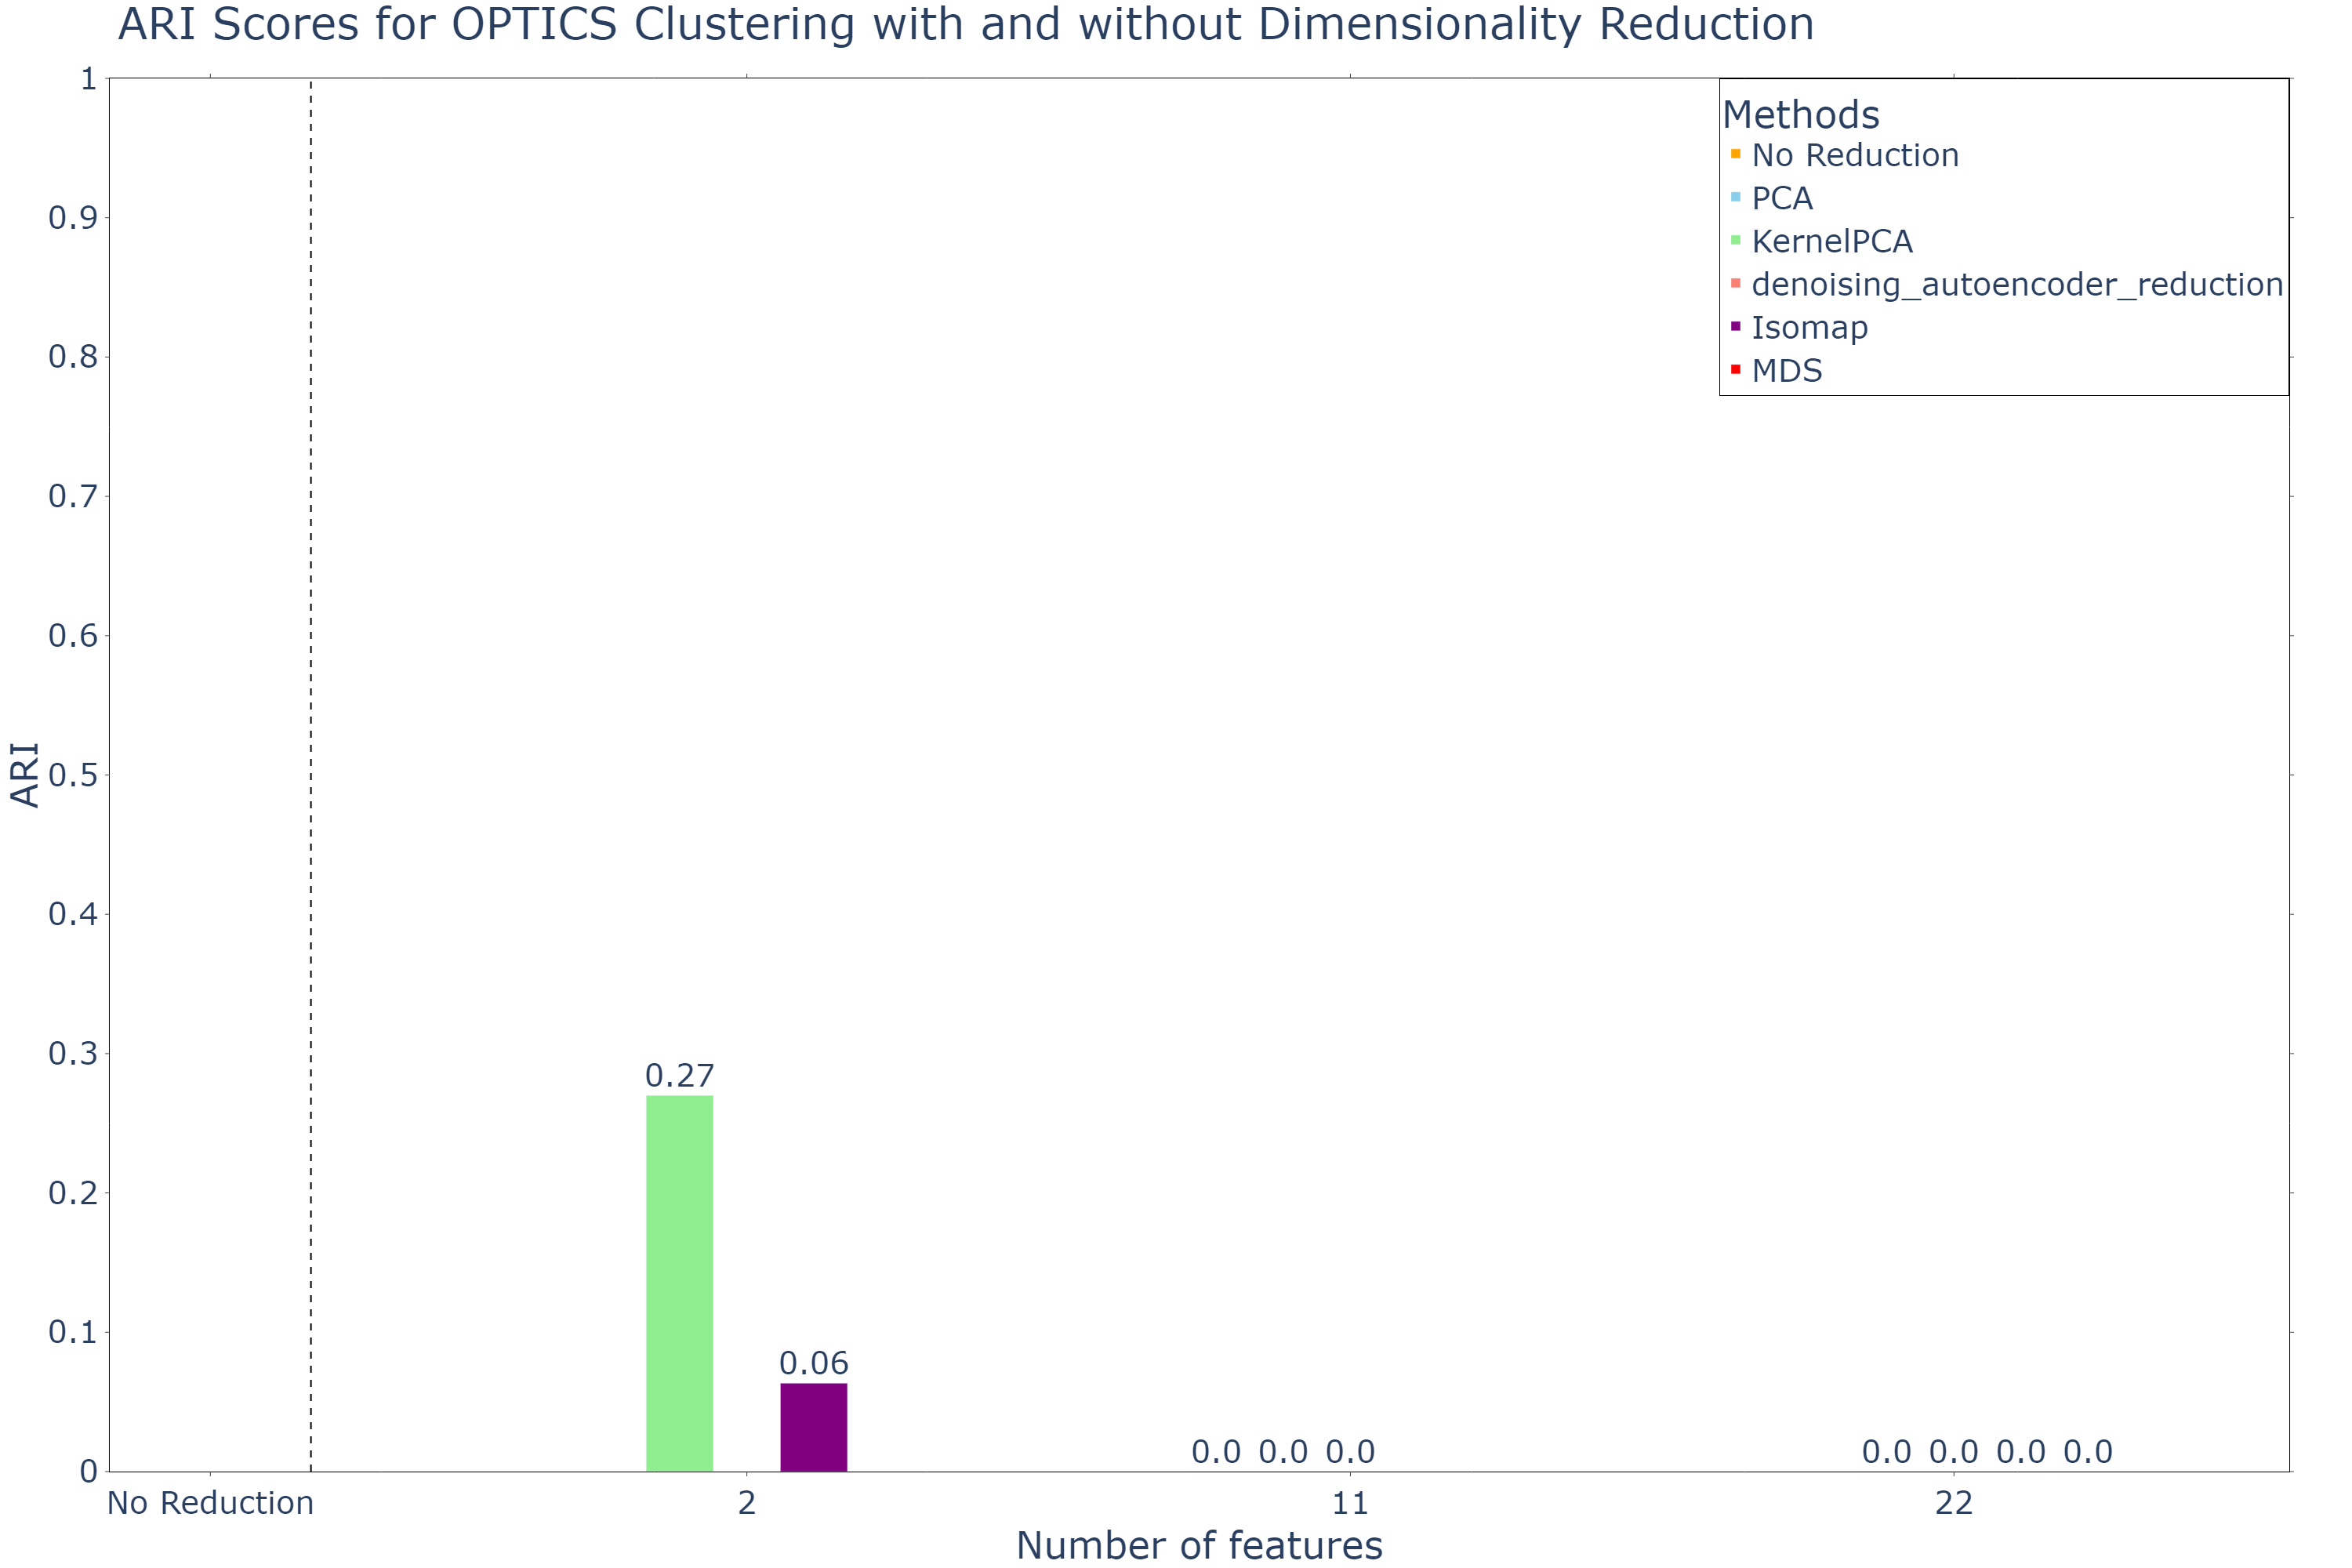 ARI Scores for OPTICS Clustering with and without Dimensionality Reduction
1
0.9
0.8
0.7
0.6
0.5
0.4
0.3
0.2
0.1
0
ARI
Methods
No Reduction
PCA
KernelPCA
denoising_autoencoder_reduction
Isomap
MDS
0.27
0.06
0.0 0.0 0.0
0.0 0.0 0.0 0.0
No Reduction 2 11 22
Number of features